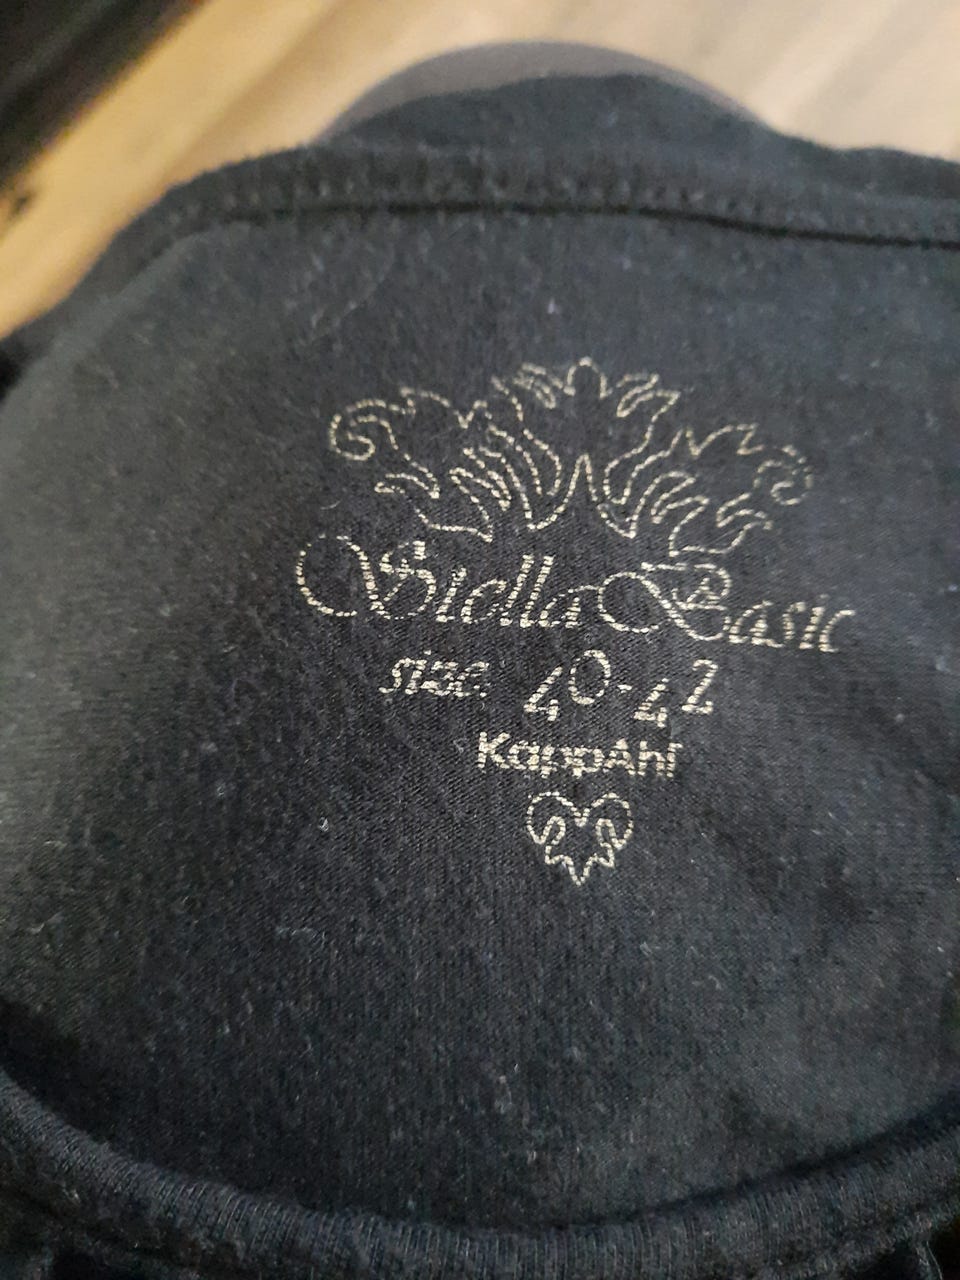 Stella Basic
size: 40-42
KappAhl